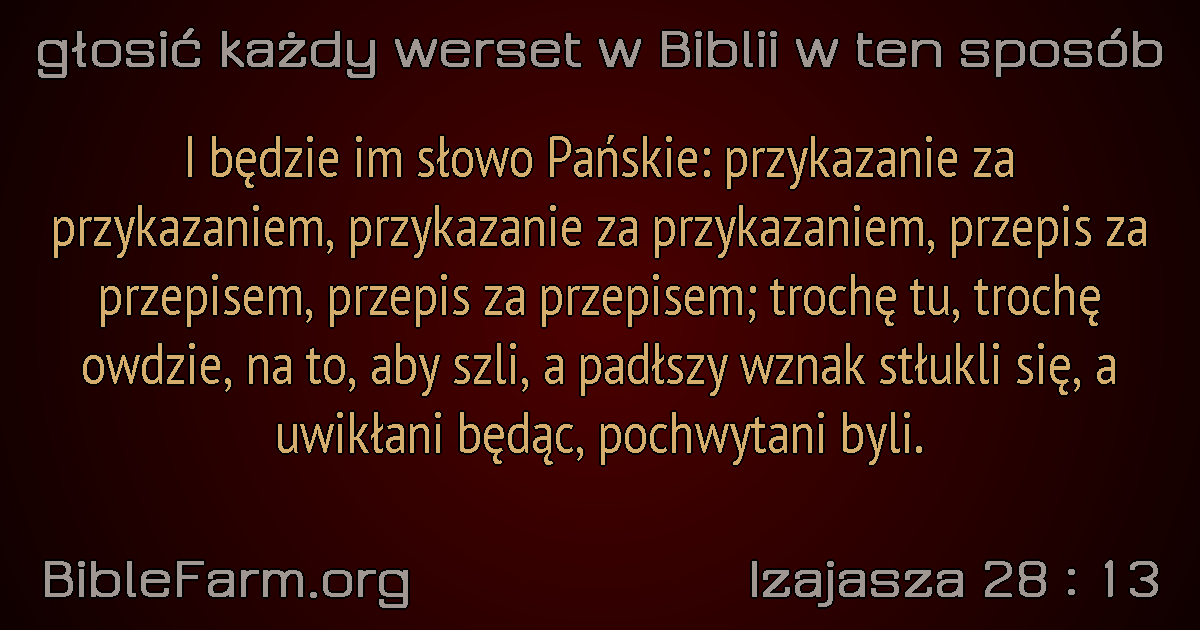 głosić każdy werset w Biblii w ten sposób
I będzie im słowo Pańskie: przykazanie za
przykazaniem, przykazanie za przykazaniem, przepis za
przepisem, przepis za przepisem; trochę tu, trochę
owdzie, na to, aby szli, a padłszy wznak stłukli się, a
uwikłani będąc, pochwytani byli.
BibleFarm.org
Izajasza 28 : 13